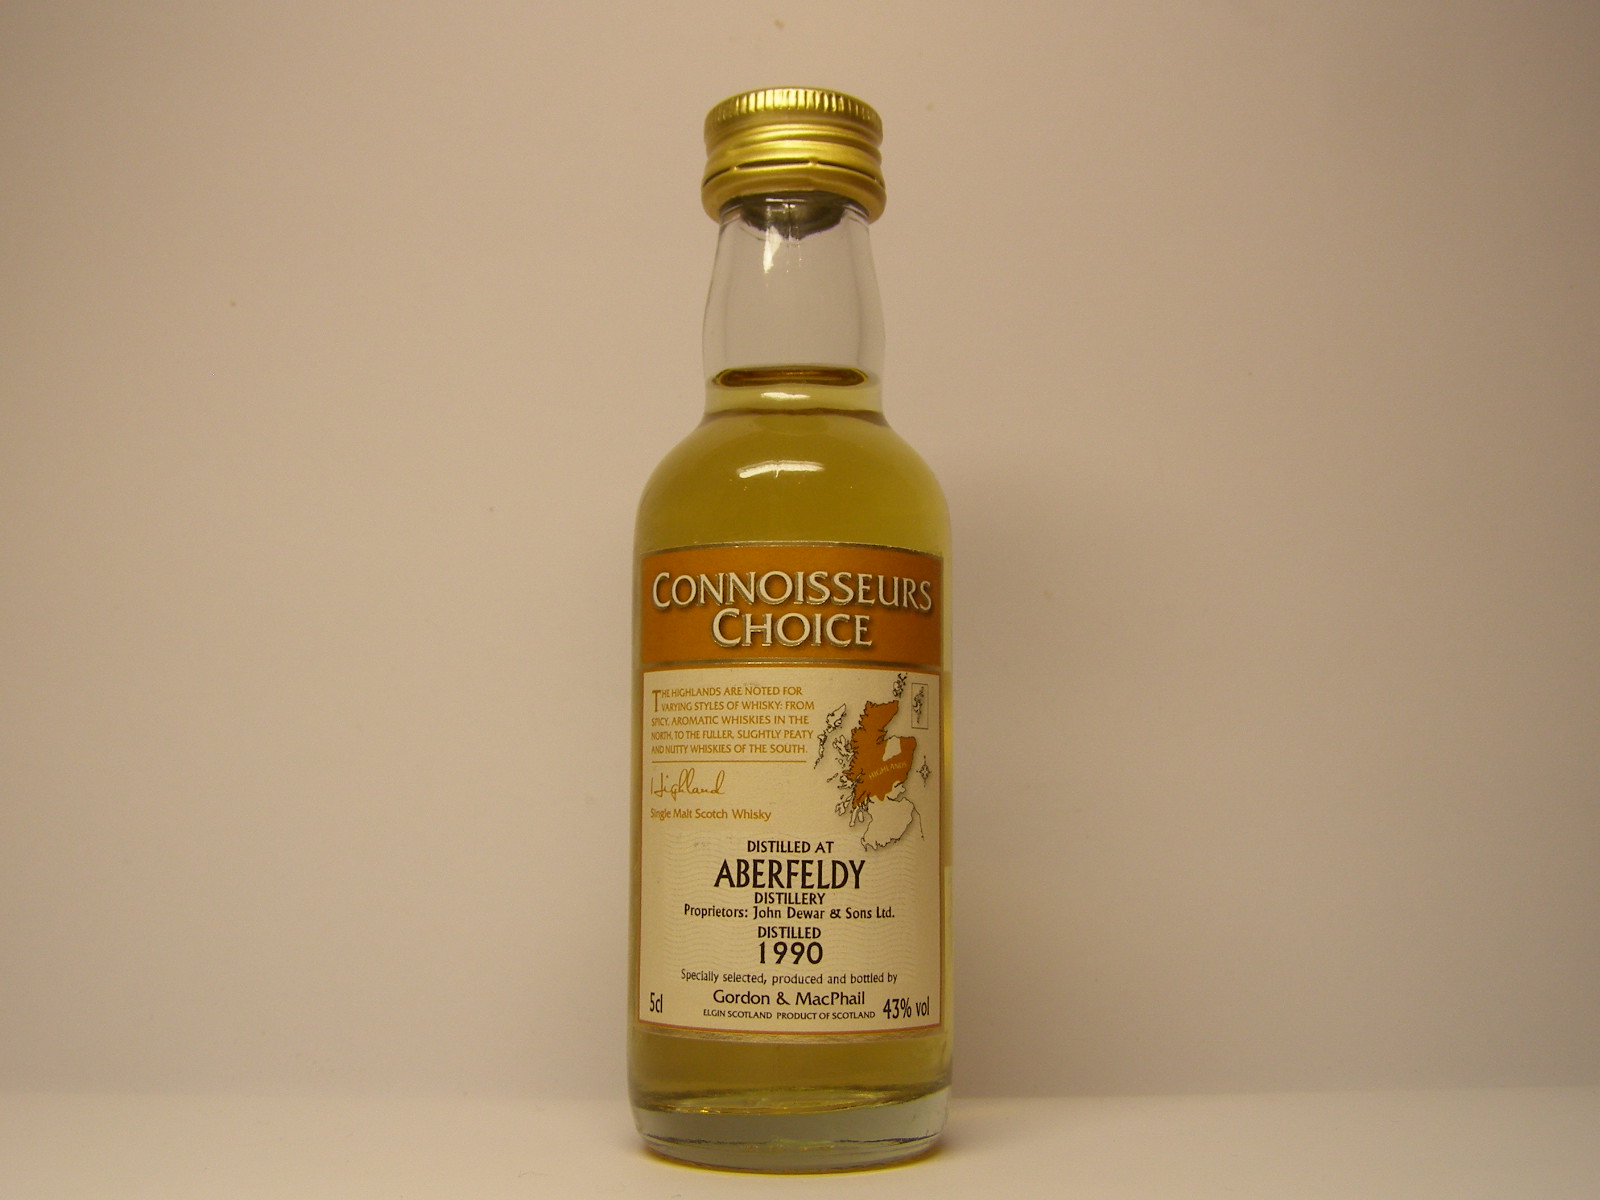 CONNOISSEURS
CHOICE
THE HIGHLANDS ARE NOTED FOR
VARYING STYLES OF WHISKY: FROM
SPICY, AROMATIC WHISKIES IN THE
NORTH, TO THE FULLER, SLIGHTLY PEATY
AND NUTTY WHISKIES OF THE SOUTH.
HIGHLANDS
Highland
Single Malt Scotch Whisky
DISTILLED AT
ABERFELDY
DISTILLERY
Proprietors: John Dewar & Sons Ltd.
DISTILLED
1990
Specially selected, produced and bottled by
Gordon & MacPhail
5cl
ELGIN SCOTLAND PRODUCT OF SCOTLAND
43% vol